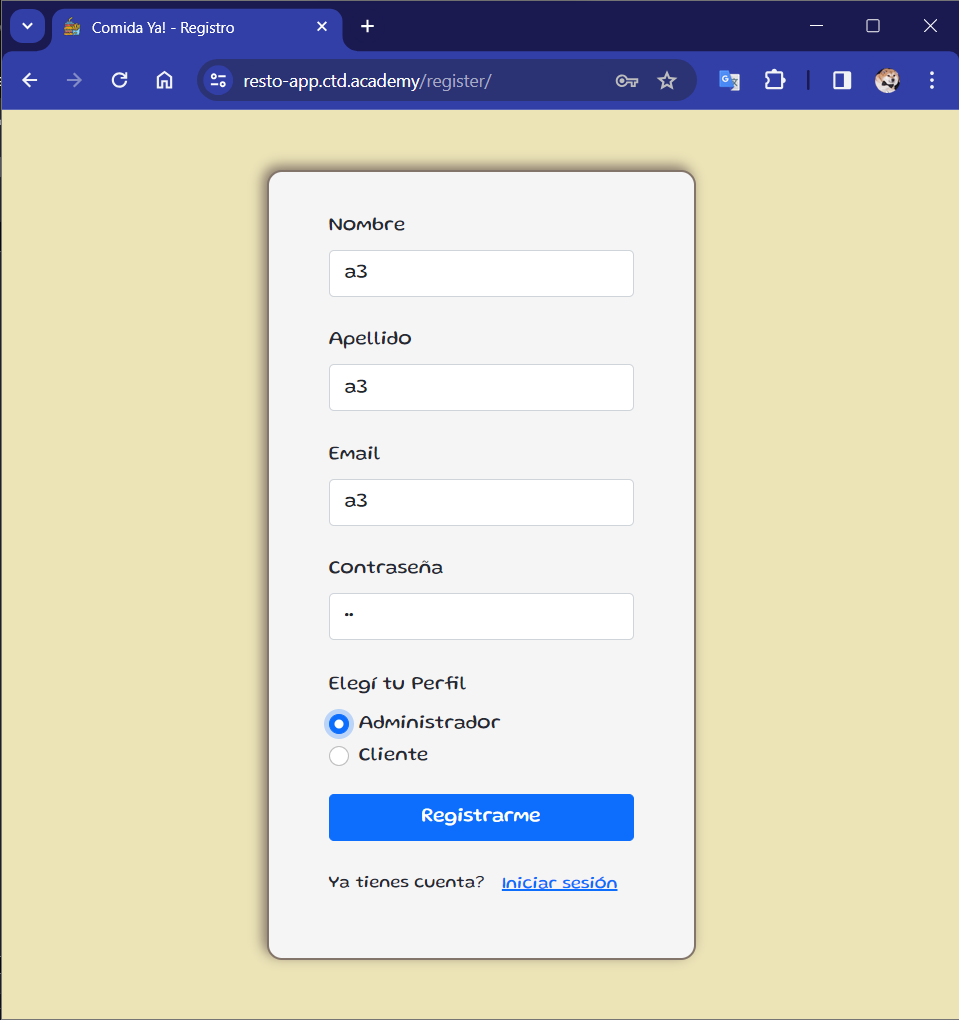 Comida Ya! - Registro
resto-app.ctd.academy/register/
Nombre
a3
Apellido
a3
Email
a3
Contraseña
••
Elegí tu Perfil
Administrador
Cliente
Registrarme
Ya tienes cuenta? Iniciar sesión